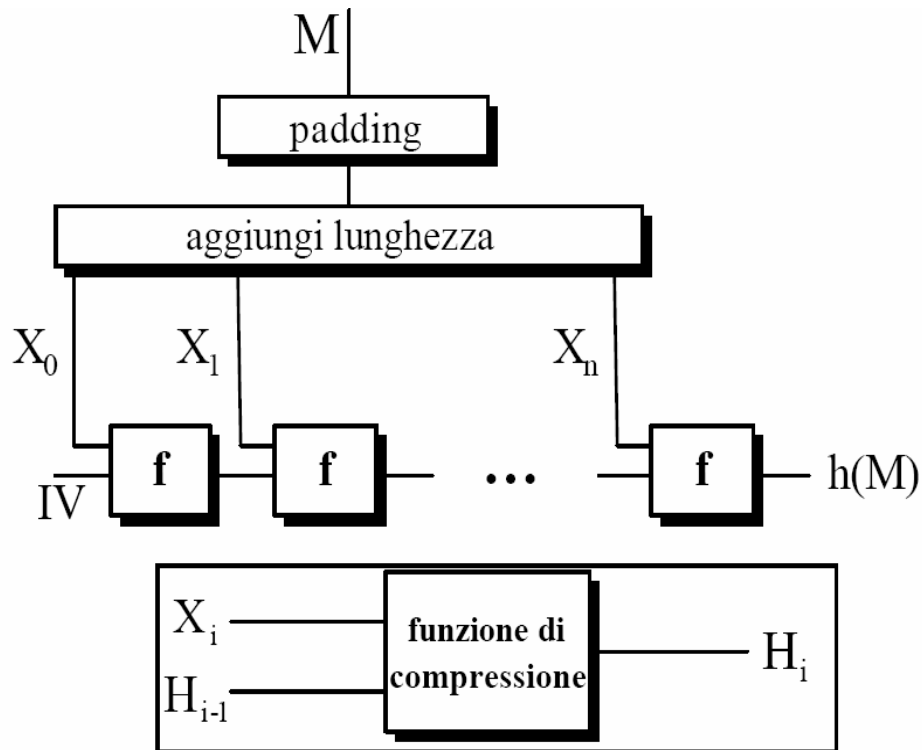 M
padding
aggiungi lunghezza
X0 X1 Xn
f f ... f h(M)
IV
Xi
funzione di
compressione
Hi
Hi-1